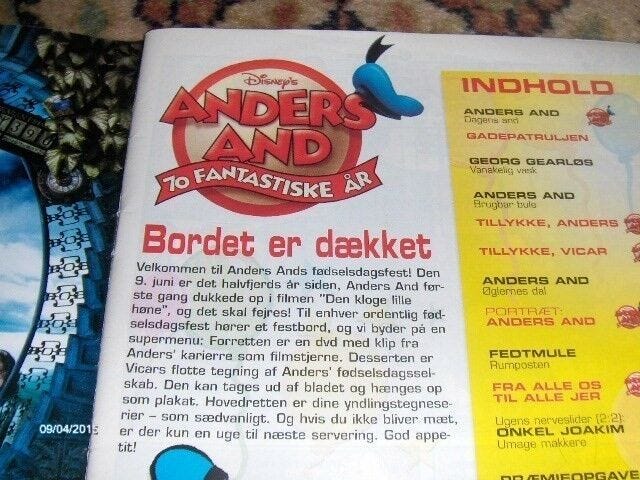 Disney's
ANDERS
AND
70 FANTASTISKE ÅR
Bordet er dækket
Velkommen til Anders Ands fødselsdagsfest! Den
9. juni er det halvfjerds år siden, Anders And før-
ste gang dukkede op i filmen "Den kloge lille
høne", og det skal fejres! Til enhver ordentlig fød-
selsdagsfest hører et festbord, og vi byder på en
supermenu: Forretten er en dvd med klip fra
Anders' karierre som filmstjerne. Desserten er
Vicars flotte tegning af Anders' fødselsdagssel-
skab. Den kan tages ud af bladet og hænges op
som plakat. Hovedretten er dine yndlingstegnese-
rier – som sædvanligt. Og hvis du ikke bliver mæt,
er der kun en uge til næste servering. God appe-
tit!
INDHOLD
ANDERS AND
Dagens and
GADEPATRULJEN
GEORG GEARLØS
Vanakelig vask
ANDERS AND
Brugbar bule
TILLYKKE, ANDERS
TILLYKKE, VICAR
ANDERS AND
Øglernes dal
PORTRÆT:
ANDERS AND
FEDTMULE
Rumposten
FRA ALLE OS
TIL ALLE JER
Ugens nerveslider (2:2):
ONKEL JOAKIM
Umage makkere
PRÆMIEOPGAVE
09/04/2015